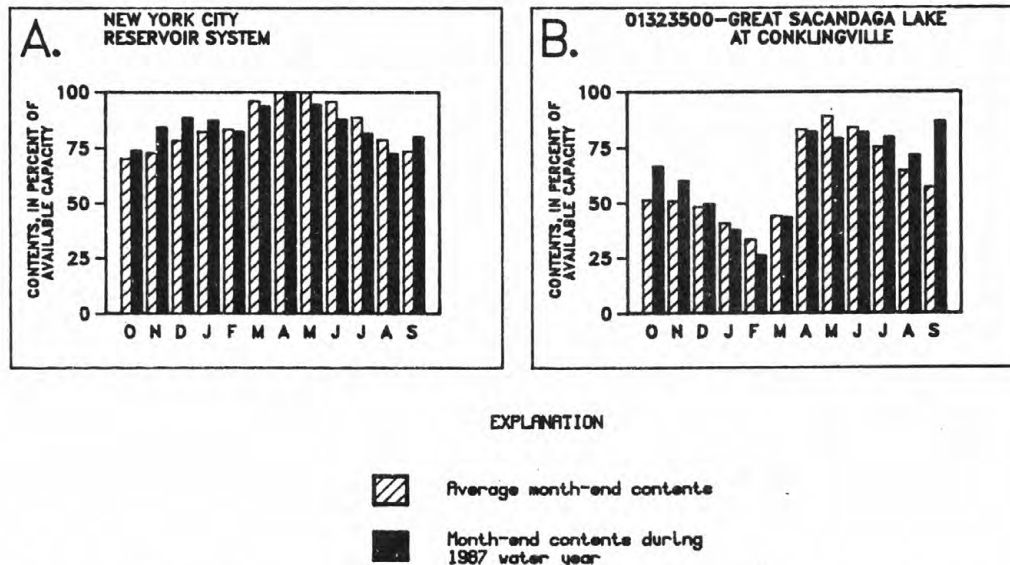 A.
NEW YORK CITY
RESERVOIR SYSTEM
CONTENTS, IN PERCENT OF
AVAILABLE CAPACITY
100
75
50
25
0
O N D J F M A M J J A S
B.
01323500-GREAT SACANDAGA LAKE
AT CONKLINGVILLE
CONTENTS, IN PERCENT OF
AVAILABLE CAPACITY
100
75
50
25
0
O N D J F M A M J J A S
EXPLANATION
Average month-end contents
Month-end contents during
1987 water year